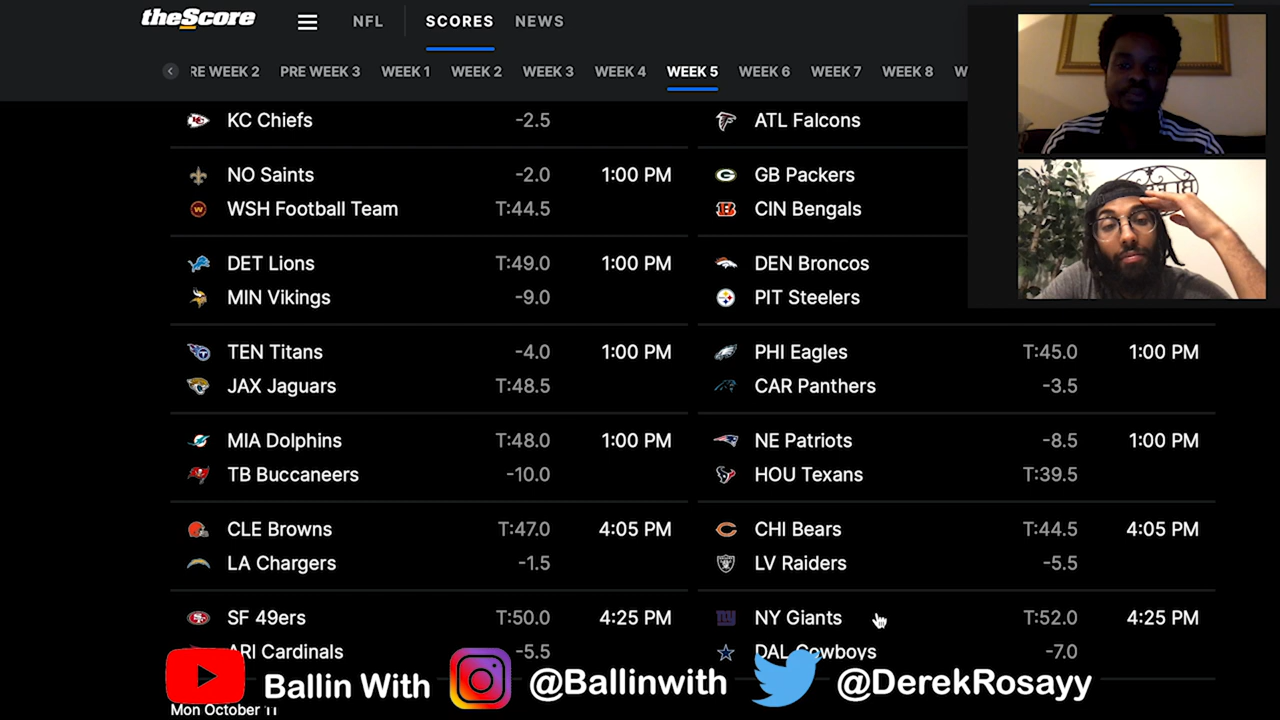 theScore
NFL SCORES NEWS
RE WEEK 2 PRE WEEK 3 WEEK 1 WEEK 2 WEEK 3 WEEK 4 WEEK 5 WEEK 6 WEEK 7 WEEK 8 W
KC Chiefs -2.5 ATL Falcons
NO Saints -2.0 1:00 PM GB Packers
WSH Football Team T:44.5 CIN Bengals
DET Lions T:49.0 1:00 PM DEN Broncos
MIN Vikings -9.0 PIT Steelers
TEN Titans -4.0 1:00 PM PHI Eagles T:45.0 1:00 PM
JAX Jaguars T:48.5 CAR Panthers -3.5
MIA Dolphins T:48.0 1:00 PM NE Patriots -8.5 1:00 PM
TB Buccaneers -10.0 HOU Texans T:39.5
CLE Browns T:47.0 4:05 PM CHI Bears T:44.5 4:05 PM
LA Chargers -1.5 LV Raiders -5.5
SF 49ers T:50.0 4:25 PM NY Giants T:52.0 4:25 PM
ARI Cardinals -5.5 DAL Cowboys -7.0
Ballin With @Ballinwith @DerekRosayy
Mon October 11